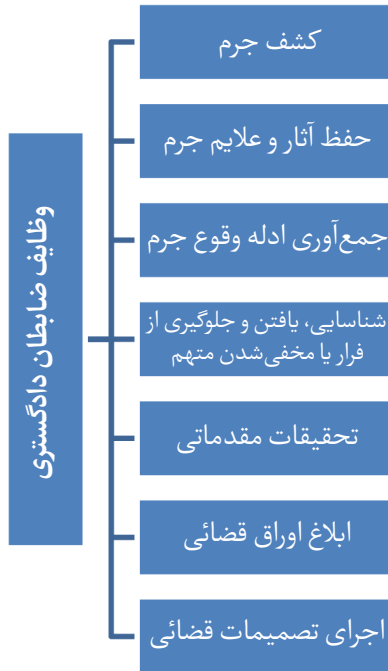 وظایف ضابطان دادگستری
کشف جرم
حفظ آثار و علایم جرم
جمع‌آوری ادله وقوع جرم
شناسایی، یافتن و جلوگیری از
فرار یا مخفی‌شدن متهم
تحقیقات مقدماتی
ابلاغ اوراق قضائی
اجرای تصمیمات قضائی